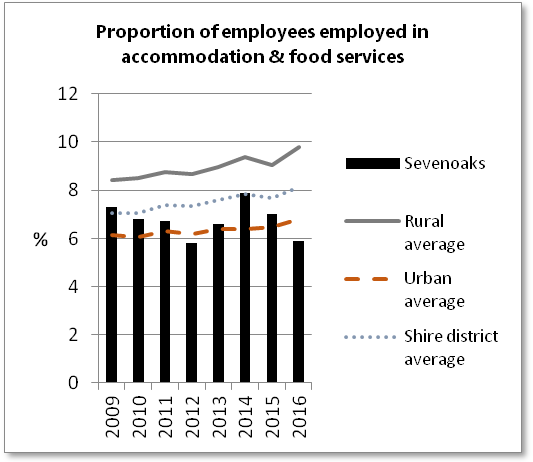 Proportion of employees employed in
accommodation & food services
12
10
8
6
4
2
0
%
2009
2010
2011
2012
2013
2014
2015
2016
Sevenoaks
Rural
average
Urban
average
Shire district
average